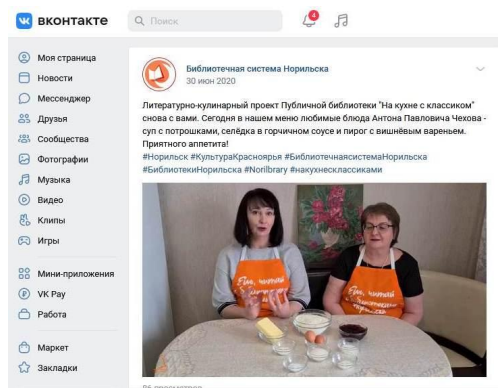 вконтакте
Поиск
4
Моя страница
Новости
Мессенджер
Друзья
Сообщества
Фотографии
Музыка
Видео
Клипы
Игры
Мини-приложения
VK Pay
Работа
Маркет
Закладки
Библиотечная система Норильска
30 июн 2020
Литературно-кулинарный проект Публичной библиотеки "На кухне с классиком"
снова с вами. Сегодня в нашем меню любимые блюда Антона Павловича Чехова -
суп с потрошками, селёдка в горчичном соусе и пирог с вишнёвым вареньем.
Приятного аппетита!
#Норильск #КультураКрасноярья #БиблиотечнаясистемаНорильска
#БиблиотекиНорильска #Norilbrary #накухнесклассиками